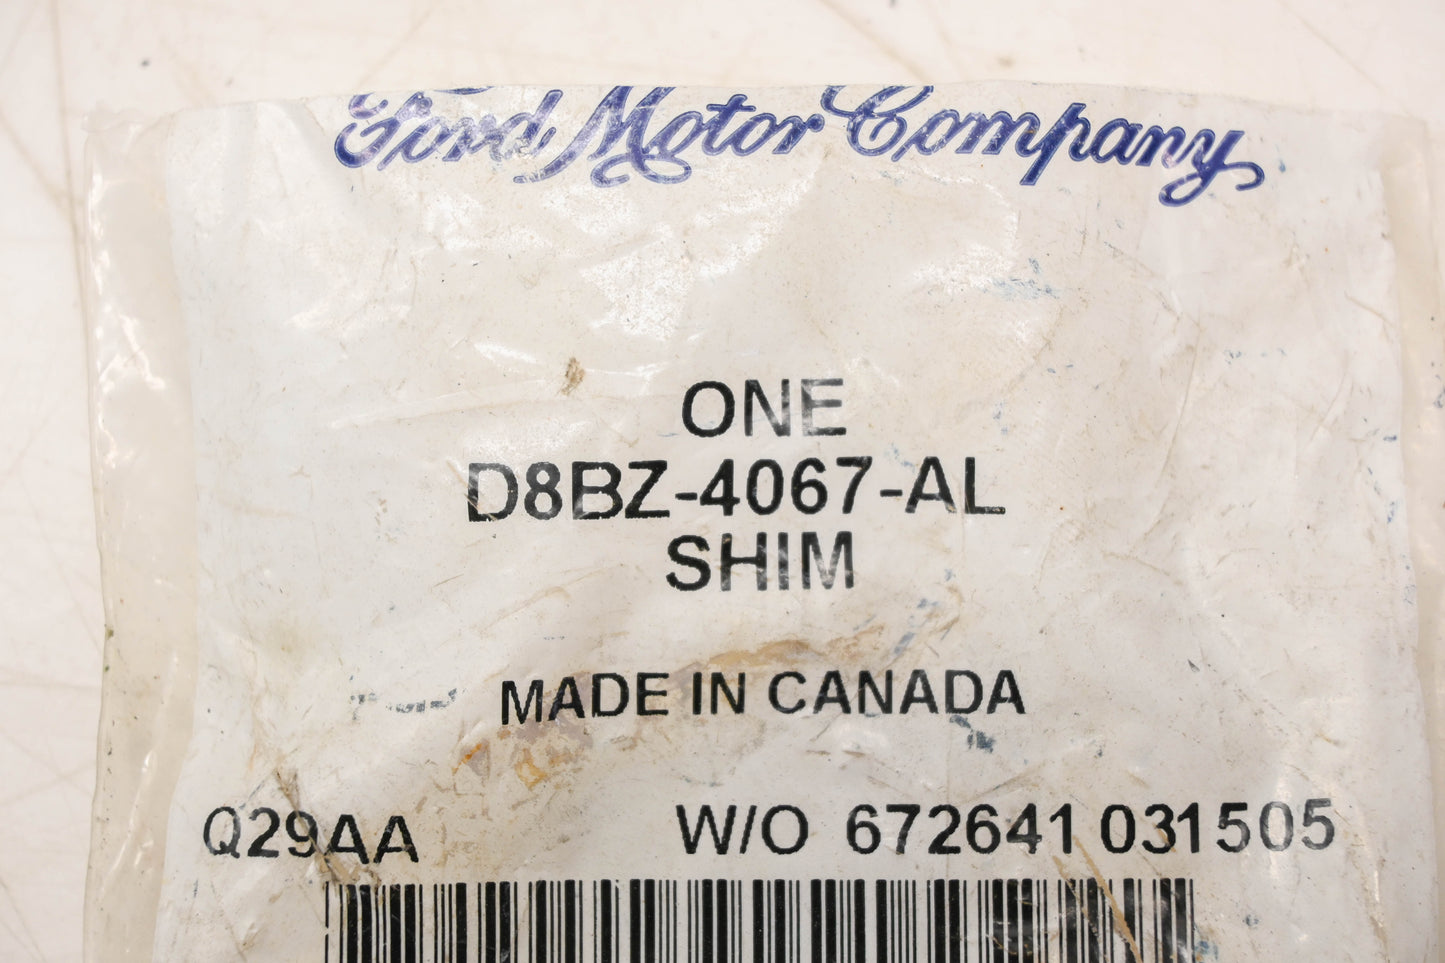 Ford Motor Company
ONE
D8BZ-4067-AL
SHIM
MADE IN CANADA
Q29AA W/O 672641 031505